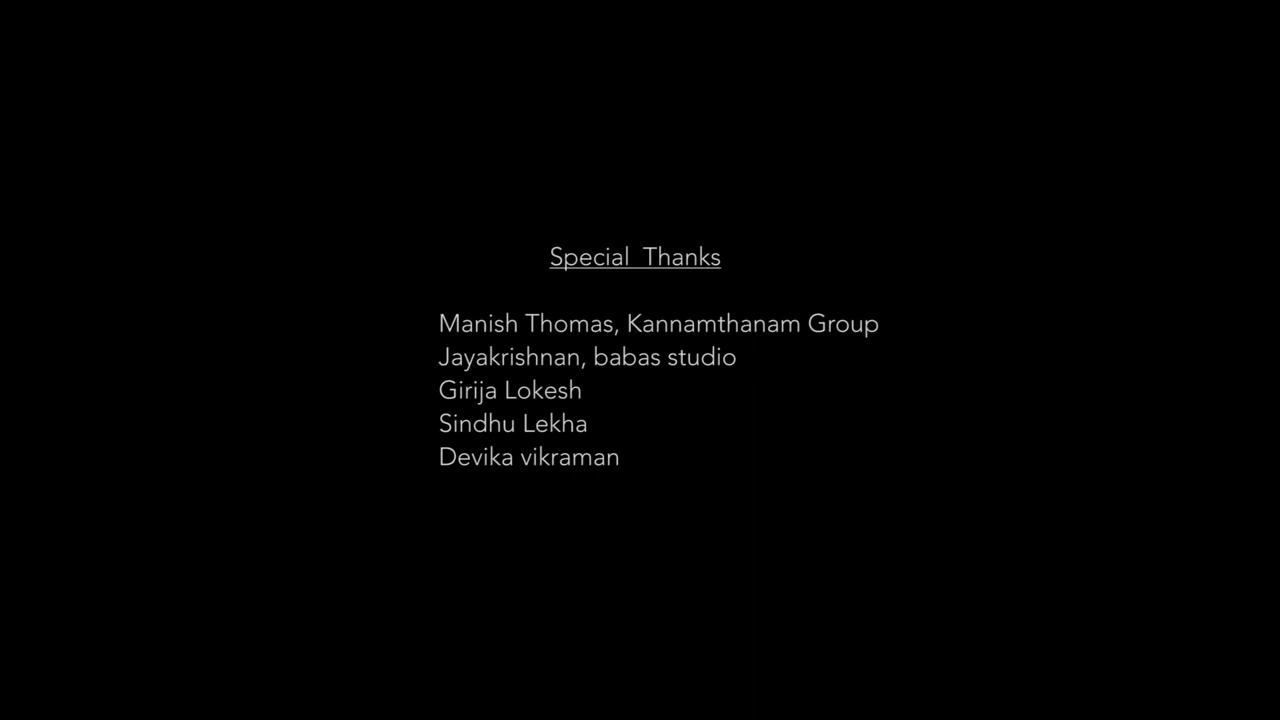 Special  Thanks
Manish Thomas, Kannamthanam Group
Jayakrishnan, babas studio
Girija Lokesh
Sindhu Lekha
Devika vikraman